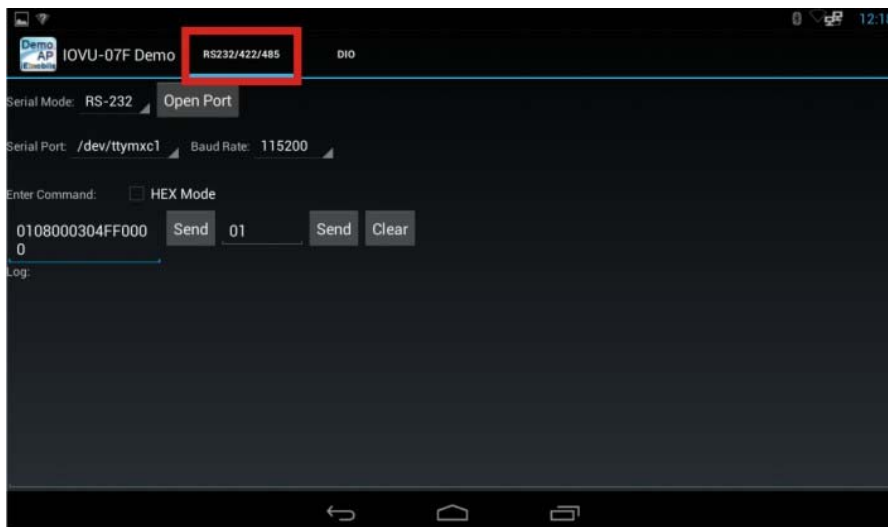 12:18
Demo
AP
IOVU-07F Demo
RS232/422/485
DIO
Serial Mode: RS-232
Open Port
Serial Port: /dev/ttymxc1
Baud Rate: 115200
Enter Command:
HEX Mode
0108000304FF000
0
Send
01
Send
Clear
Log: